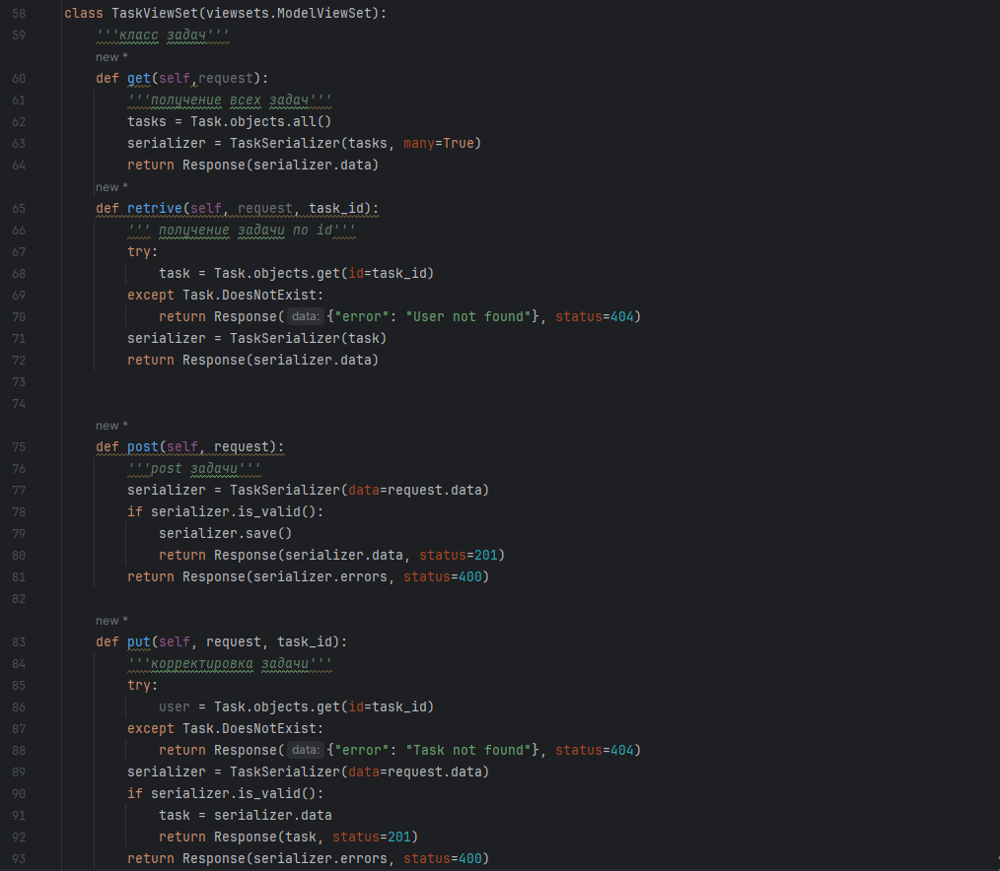 58 class TaskViewSet(viewsets.ModelViewSet):
59 '''класс задач'''
new *
60 def get(self,request):
61 '''получение всех задач'''
62 tasks = Task.objects.all()
63 serializer = TaskSerializer(tasks, many=True)
64 return Response(serializer.data)
new *
65 def retrive(self, request, task_id):
66 ''' получение задачи по id'''
67 try:
68 task = Task.objects.get(id=task_id)
69 except Task.DoesNotExist:
70 return Response( data: {"error": "User not found"}, status=404)
71 serializer = TaskSerializer(task)
72 return Response(serializer.data)
73
74
new *
75 def post(self, request):
76 '''post задачи'''
77 serializer = TaskSerializer(data=request.data)
78 if serializer.is_valid():
79 serializer.save()
80 return Response(serializer.data, status=201)
81 return Response(serializer.errors, status=400)
82
new *
83 def put(self, request, task_id):
84 '''корректировка задачи'''
85 try:
86 user = Task.objects.get(id=task_id)
87 except Task.DoesNotExist:
88 return Response( data: {"error": "Task not found"}, status=404)
89 serializer = TaskSerializer(data=request.data)
90 if serializer.is_valid():
91 task = serializer.data
92 return Response(task, status=201)
93 return Response(serializer.errors, status=400)